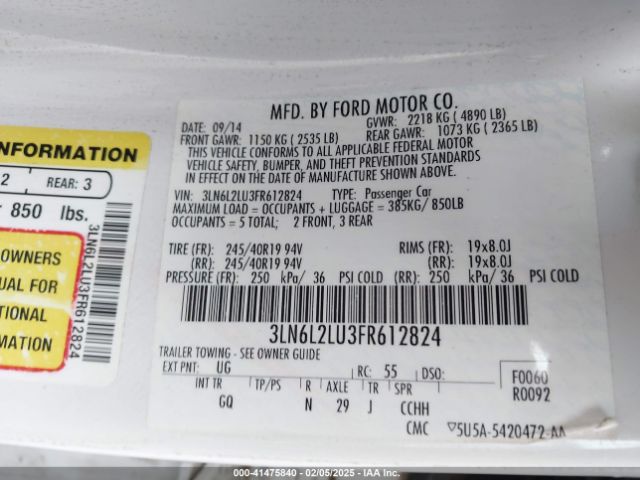 MFD. BY FORD MOTOR CO.
DATE: 09/14 GVWR: 2218 KG ( 4890 LB)
FRONT GAWR: 1150 KG ( 2535 LB) REAR GAWR: 1073 KG ( 2365 LB)
THIS VEHICLE CONFORMS TO ALL APPLICABLE FEDERAL MOTOR
VEHICLE SAFETY, BUMPER, AND THEFT PREVENTION STANDARDS
IN EFFECT ON THE DATE OF MANUFACTURE SHOWN ABOVE.
VIN: 3LN6L2LU3FR612824 TYPE: Passenger Car
MAXIMUM LOAD = OCCUPANTS + LUGGAGE = 385KG/ 850LB
OCCUPANTS = 5 TOTAL; 2 FRONT, 3 REAR
TIRE (FR): 245/40R19 94V RIMS (FR): 19x8.0J
(RR): 245/40R19 94V (RR): 19x8.0J
PRESSURE (FR): 250 kPa/ 36 PSI COLD (RR): 250 kPa/ 36 PSI COLD
3LN6L2LU3FR612824
TRAILER TOWING - SEE OWNER GUIDE
EXT PNT: UG RC: 55 DSO:
INT TR TP/PS R AXLE TR SPR
GQ N 29 J CCHH
F0060
R0092
CMC 5U5A-5420472-AA
INFORMATION
2 REAR: 3
850 lbs.
OWNERS
UAL FOR
TIONAL
RMATION
3LN6L2LU3FR612824
000-41475840 - 02/05/2025 - IAAI, Inc.